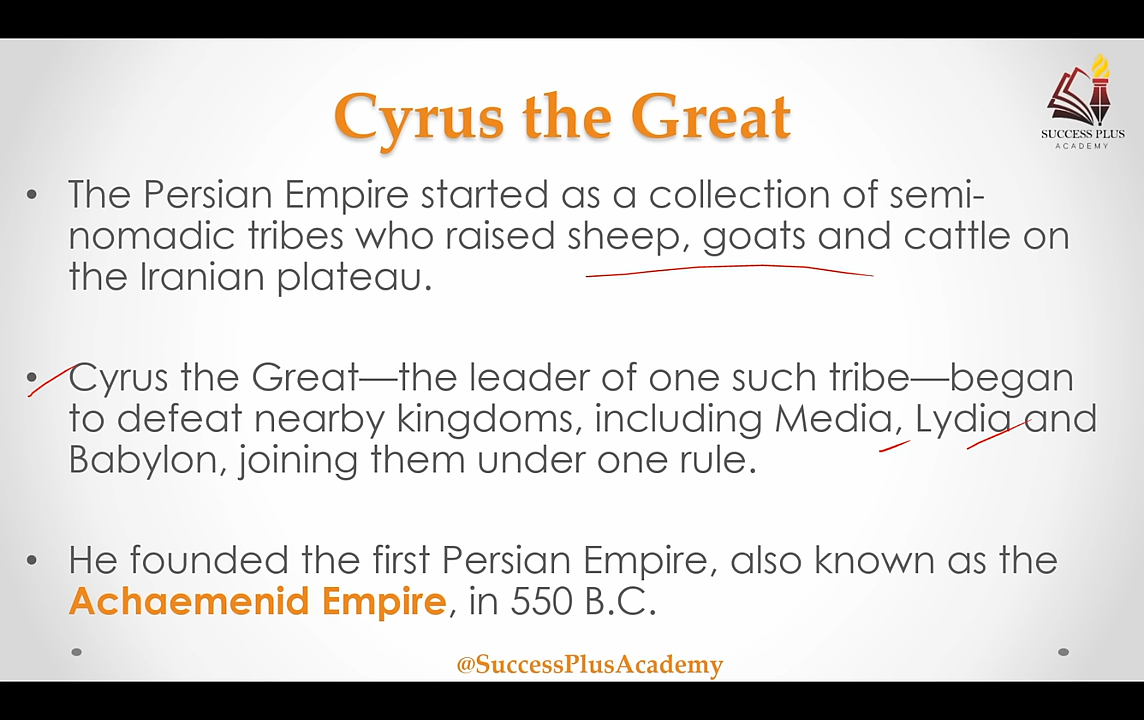 Cyrus the Great
SUCCESS PLUS
ACADEMY
• The Persian Empire started as a collection of semi-
nomadic tribes who raised sheep, goats and cattle on
the Iranian plateau.
• Cyrus the Great—the leader of one such tribe—began
to defeat nearby kingdoms, including Media, Lydia and
Babylon, joining them under one rule.
• He founded the first Persian Empire, also known as the
Achaemenid Empire, in 550 B.C.
@SuccessPlusAcademy